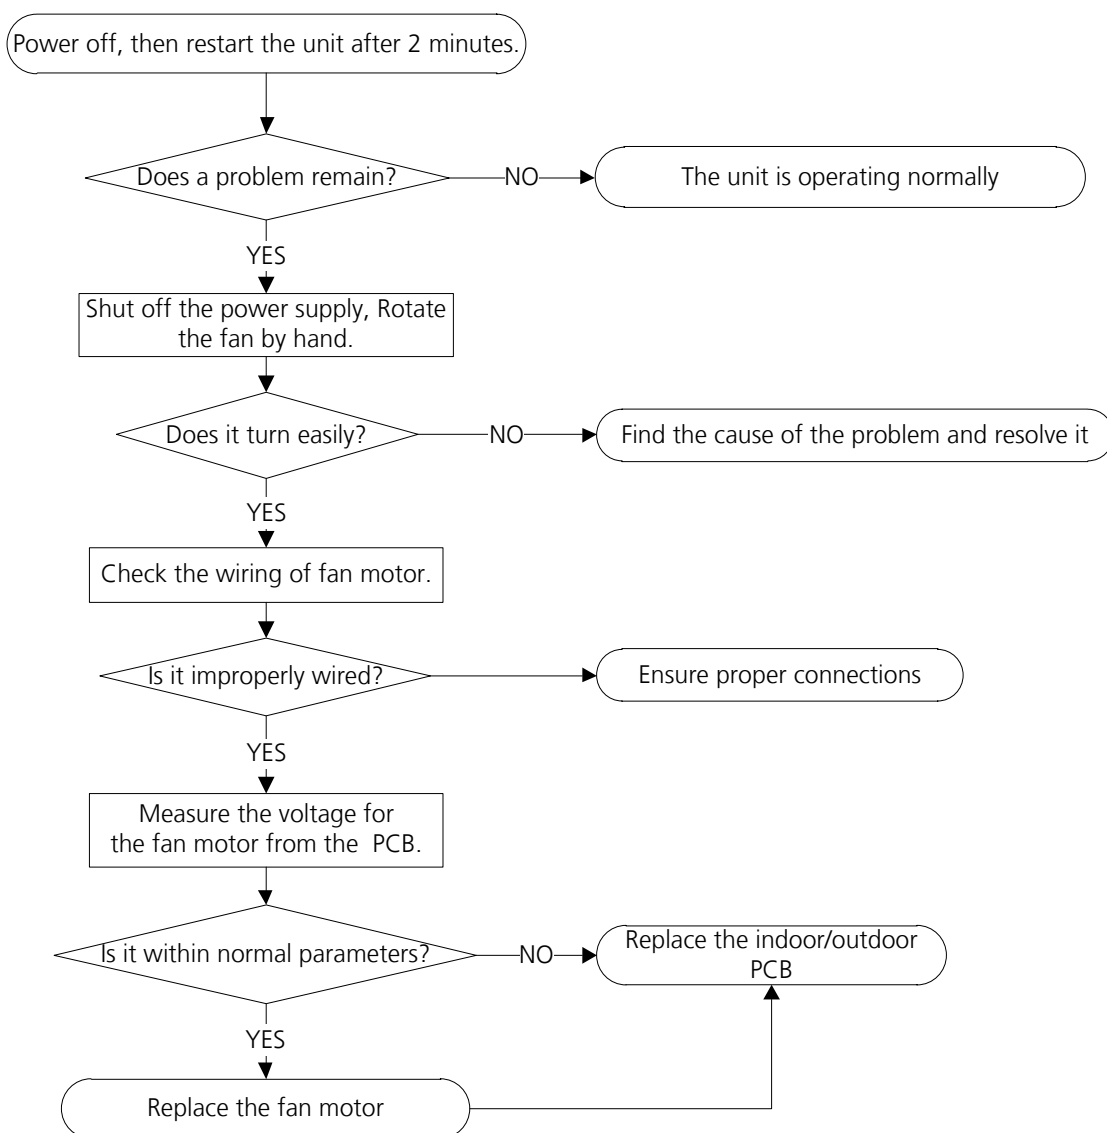 Power off, then restart the unit after 2 minutes.
Does a problem remain?
NO
The unit is operating normally
YES
Shut off the power supply, Rotate
the fan by hand.
Does it turn easily?
NO
Find the cause of the problem and resolve it
YES
Check the wiring of fan motor.
Is it improperly wired?
Ensure proper connections
YES
Measure the voltage for
the fan motor from the PCB.
Is it within normal parameters?
NO
Replace the indoor/outdoor
PCB
YES
Replace the fan motor